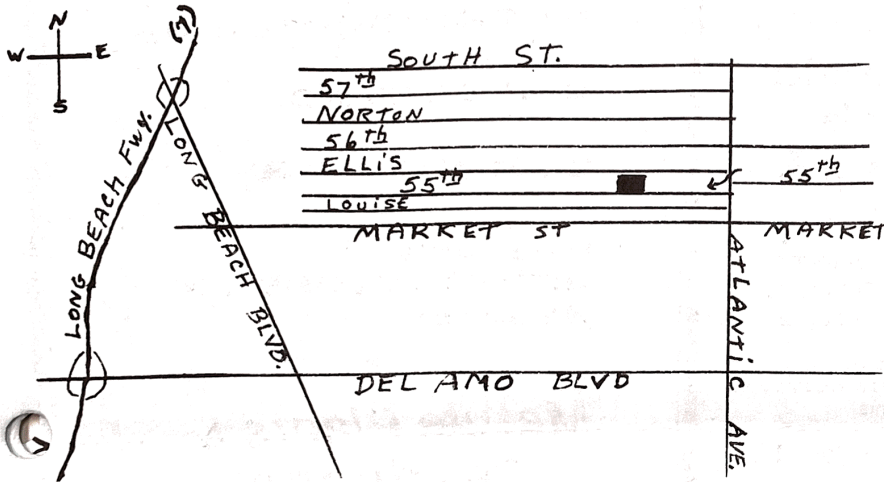 N
W E
S
(7)
SOUTH ST.
57th
NORTON
56th
ELLIS
55th
55th
LOUISE
MARKET ST
MARKET
LONG BEACH FWY.
LONG BEACH BLVD.
DEL AMO BLVD
ATLANTIC AVE.